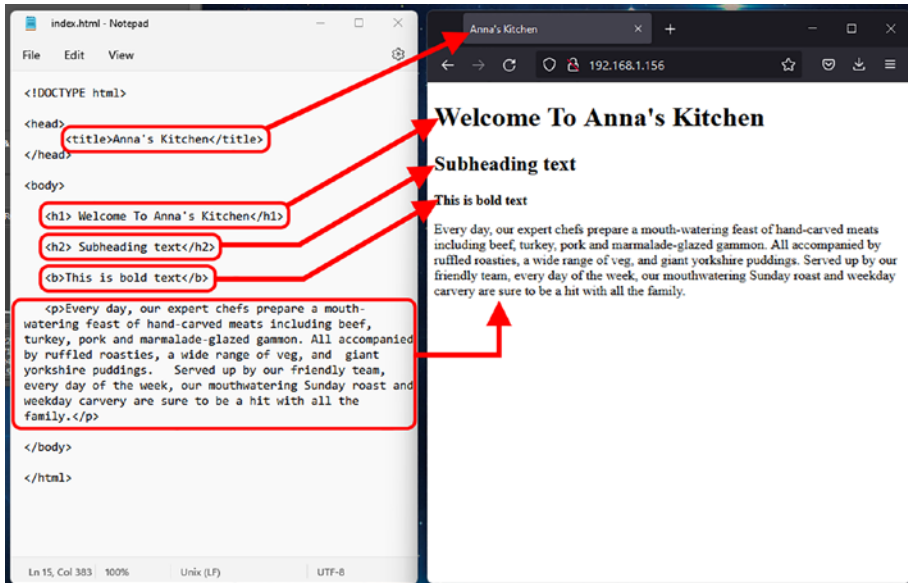 index.html - Notepad
File Edit View
<!DOCTYPE html>
<head>
<title>Anna's Kitchen</title>
</head>
<body>
<h1> Welcome To Anna's Kitchen</h1>
<h2> Subheading text</h2>
<b>This is bold text</b>
<p>Every day, our expert chefs prepare a mouth-
watering feast of hand-carved meats including beef,
turkey, pork and marmalade-glazed gammon. All accompanied
by ruffled roasties, a wide range of veg, and giant
yorkshire puddings. Served up by our friendly team,
every day of the week, our mouthwatering Sunday roast and
weekday carvery are sure to be a hit with all the
family.</p>
</body>
</html>
Ln 15, Col 383 100% Unix (LF) UTF-8
Anna's Kitchen
192.168.1.156
Welcome To Anna's Kitchen
Subheading text
This is bold text
Every day, our expert chefs prepare a mouth-watering feast of hand-carved meats
including beef, turkey, pork and marmalade-glazed gammon. All accompanied by
ruffled roasties, a wide range of veg, and giant yorkshire puddings. Served up by our
friendly team, every day of the week, our mouthwatering Sunday roast and weekday
carvery are sure to be a hit with all the family.